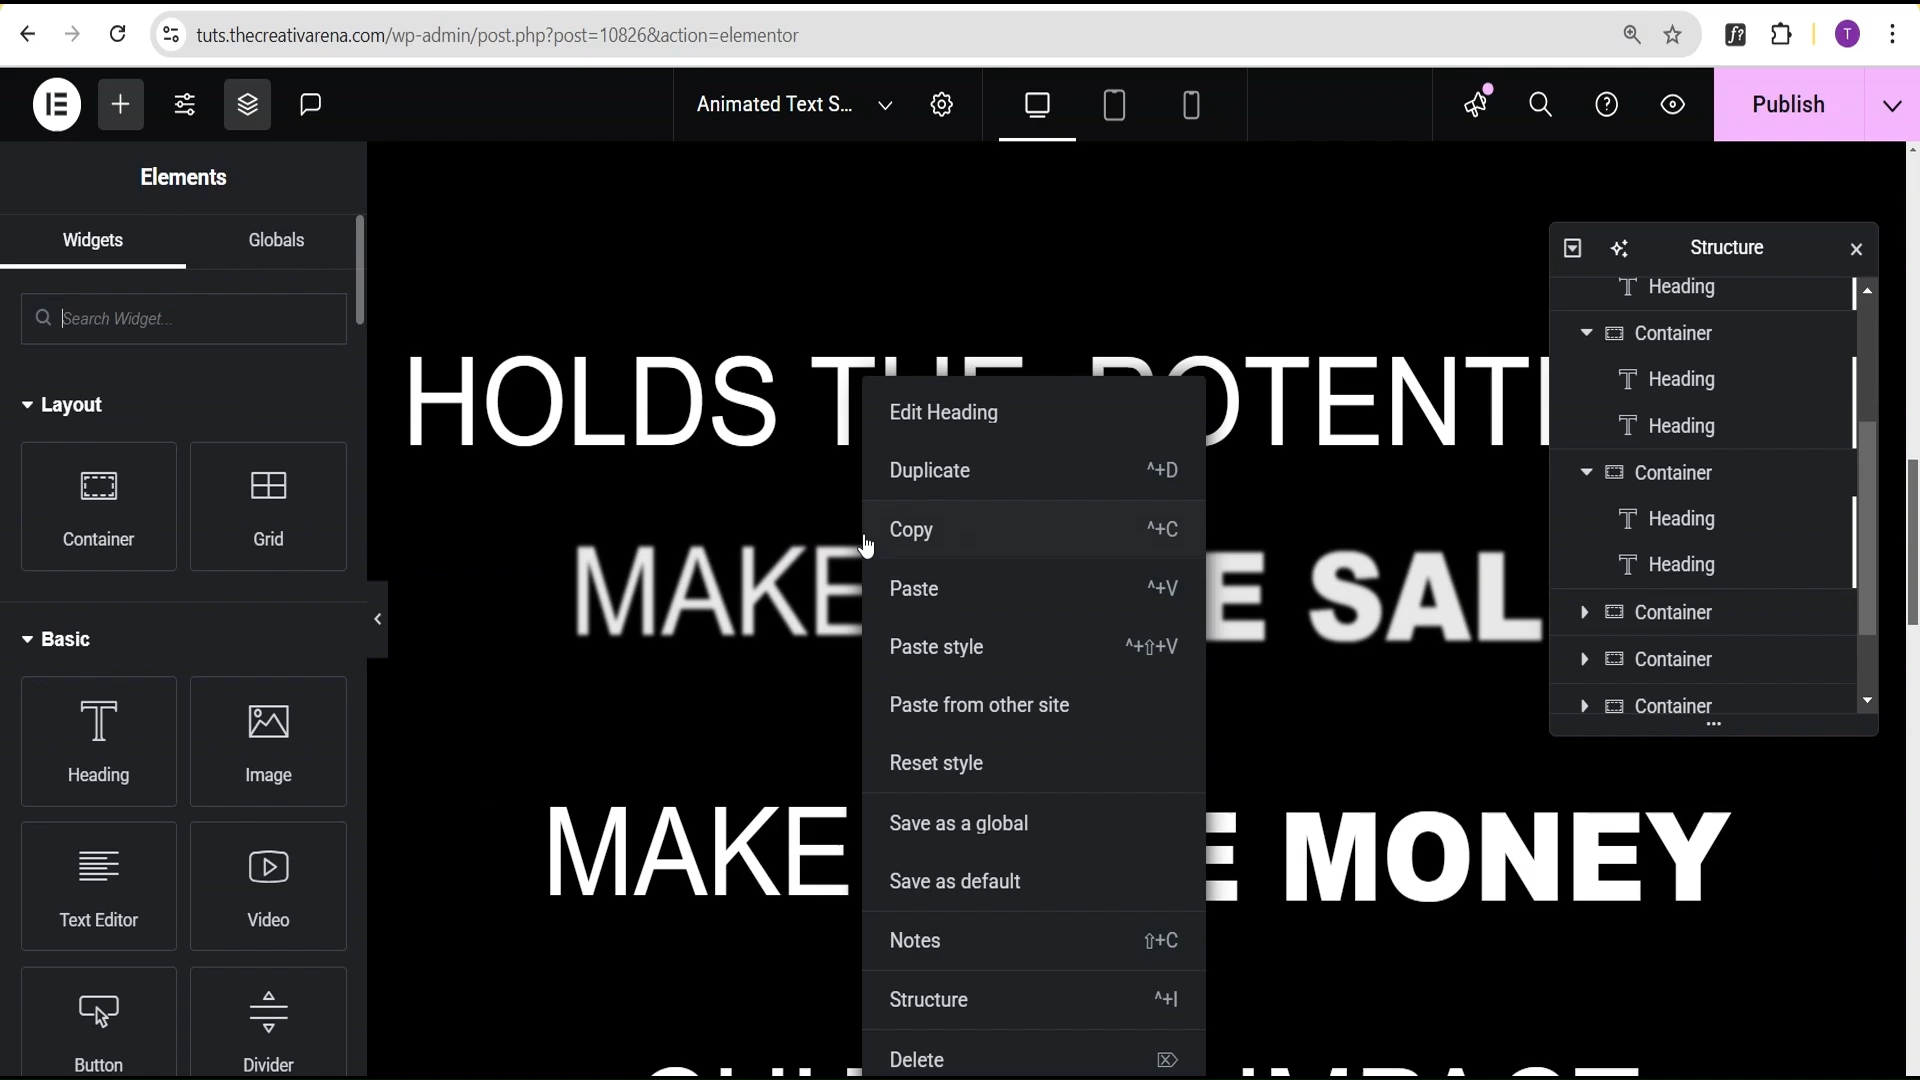 tuts.thecreativarena.com/wp-admin/post.php?post=10826&action=elementor
T
Animated Text S...
Publish
Elements
Widgets
Globals
Search Widget...
Layout
Container
Grid
Basic
Heading
Image
Text Editor
Video
Button
Divider
HOLDS
MAKE
E SAL
MAKE
E MONEY
Edit Heading
Duplicate ^+D
Copy ^+C
Paste ^+V
Paste style ^+⇧+V
Paste from other site
Reset style
Save as a global
Save as default
Notes ⇧+C
Structure ^+I
Delete ⌦
Structure
Heading
Container
Heading
Heading
Container
Heading
Heading
Container
Container
Container